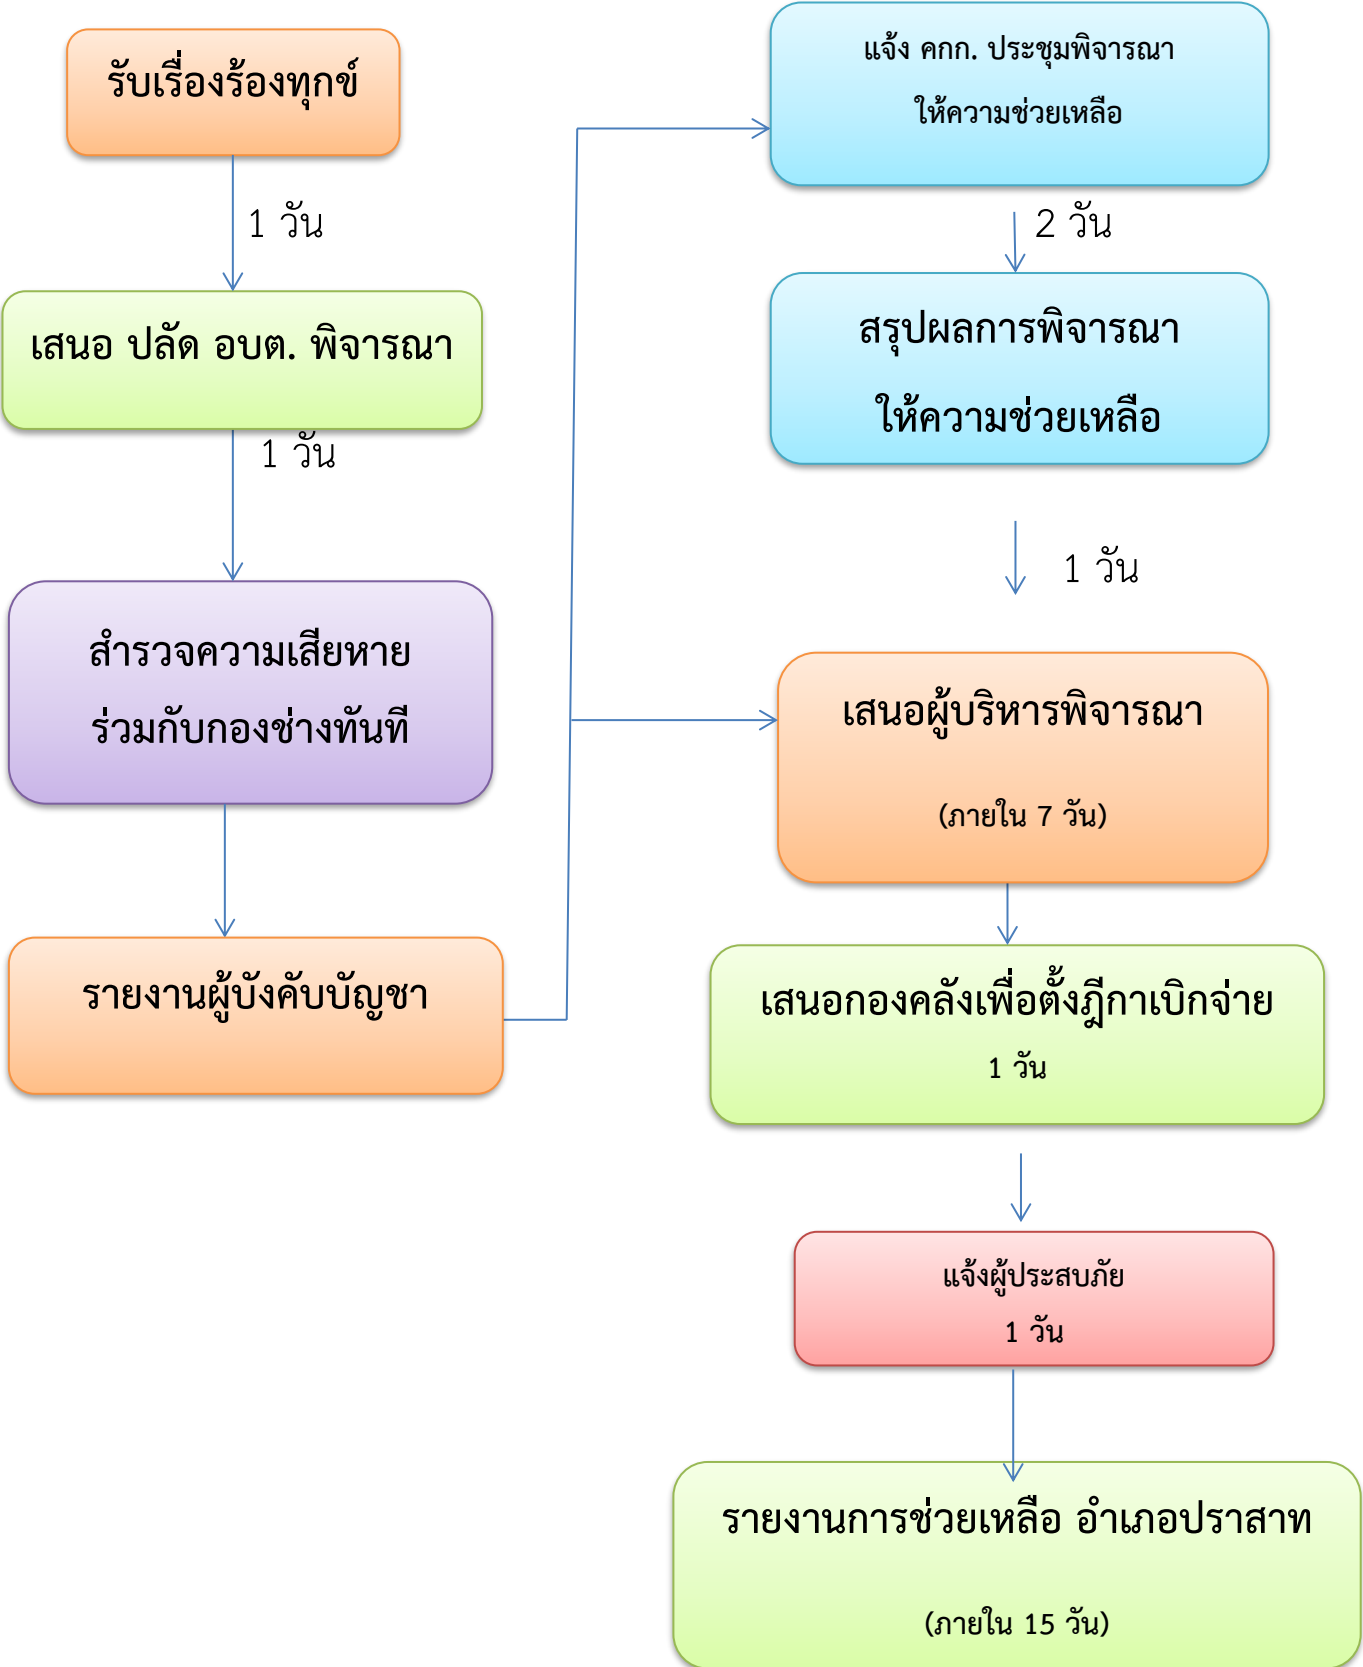 รับเรื่องร้องทุกข์
1 วัน
เสนอ ปลัด อบต. พิจารณา
1 วัน
สำรวจความเสียหาย
ร่วมกับกองช่างทันที
รายงานผู้บังคับบัญชา
แจ้ง คกก. ประชุมพิจารณา
ให้ความช่วยเหลือ
2 วัน
สรุปผลการพิจารณา
ให้ความช่วยเหลือ
1 วัน
เสนอผู้บริหารพิจารณา
(ภายใน 7 วัน)
เสนอกองคลังเพื่อตั้งฎีกาเบิกจ่าย
1 วัน
แจ้งผู้ประสบภัย
1 วัน
รายงานการช่วยเหลือ อำเภอปราสาท
(ภายใน 15 วัน)